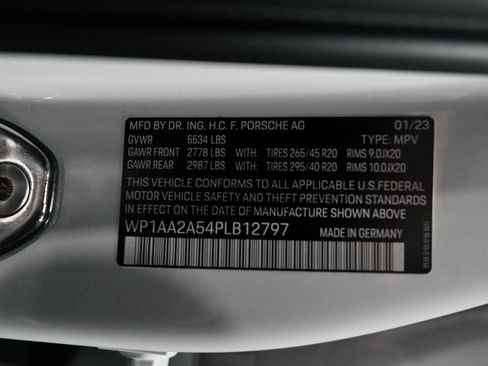 MFD BY DR. ING. H.C. F. PORSCHE AG 01/23
GVWR 5534 LBS TYPE: MPV
GAWR FRONT 2778 LBS WITH: TIRES 265/45 R20 RIMS 9.0JX20
GAWR REAR 2987 LBS WITH: TIRES 295/40 R20 RIMS 10.0JX20
THIS VEHICLE CONFORMS TO ALL APPLICABLE U.S.FEDERAL
MOTOR VEHICLE SAFETY AND THEFT PREVENTION STANDARDS
IN EFFECT ON THE DATE OF MANUFACTURE SHOWN ABOVE
WP1AA2A54PLB12797
MADE IN GERMANY